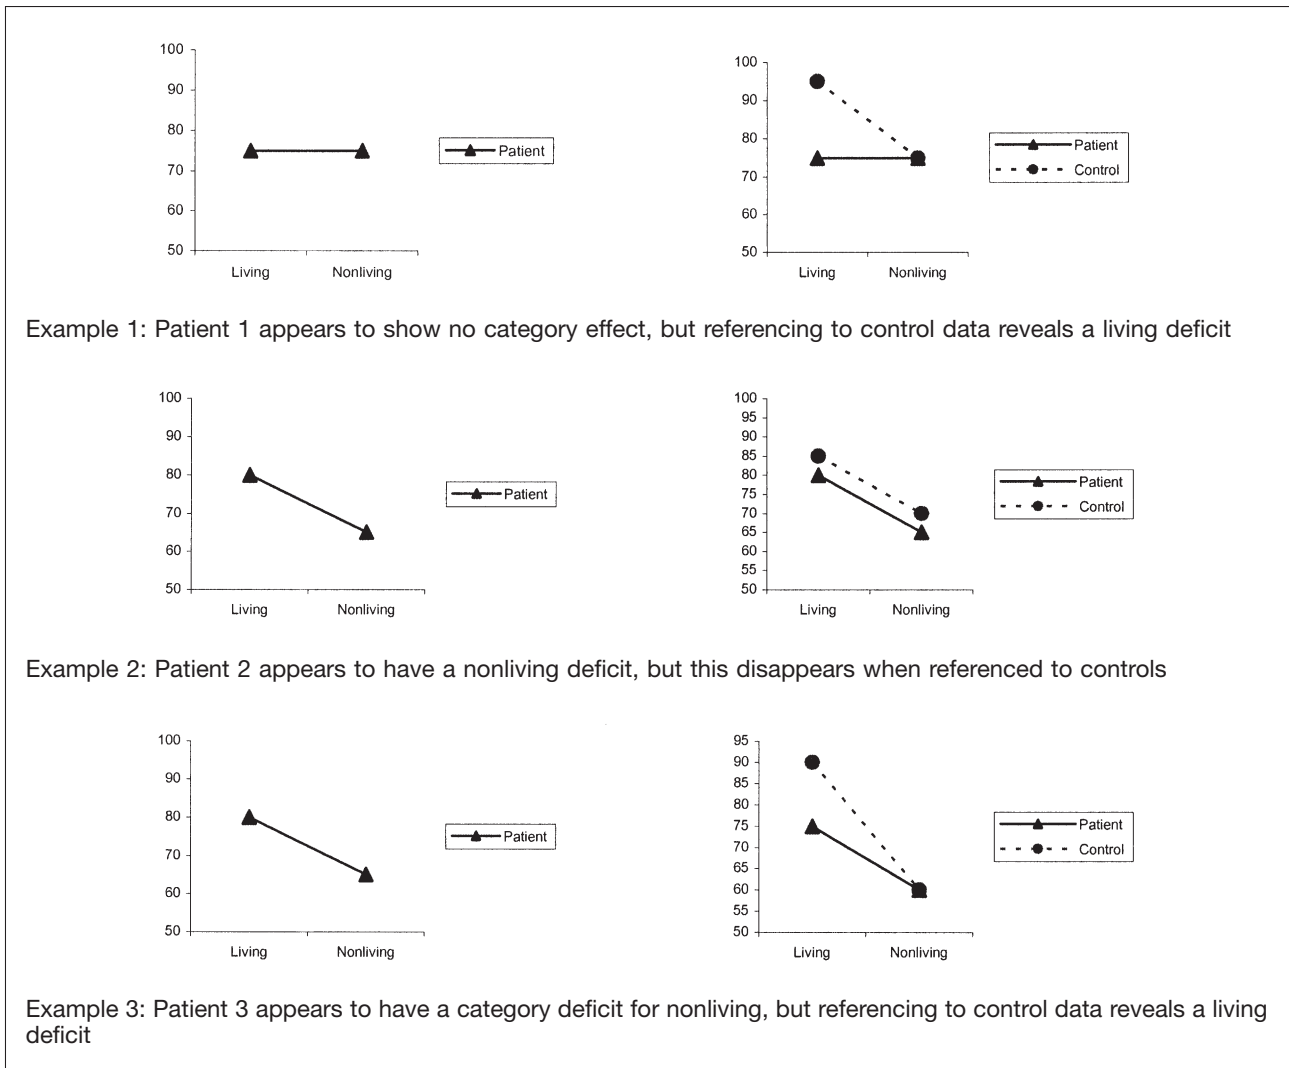 100
90
80
70
60
50
Living Nonliving
Patient
100
90
80
70
60
50
Living Nonliving
Patient
Control
Example 1: Patient 1 appears to show no category effect, but referencing to control data reveals a living deficit
100
90
80
70
60
50
Living Nonliving
Patient
100
95
90
85
80
75
70
65
60
55
50
Living Nonliving
Patient
Control
Example 2: Patient 2 appears to have a nonliving deficit, but this disappears when referenced to controls
100
90
80
70
60
50
Living Nonliving
Patient
95
90
85
80
75
70
65
60
55
50
Living Nonliving
Patient
Control
Example 3: Patient 3 appears to have a category deficit for nonliving, but referencing to control data reveals a living
deficit